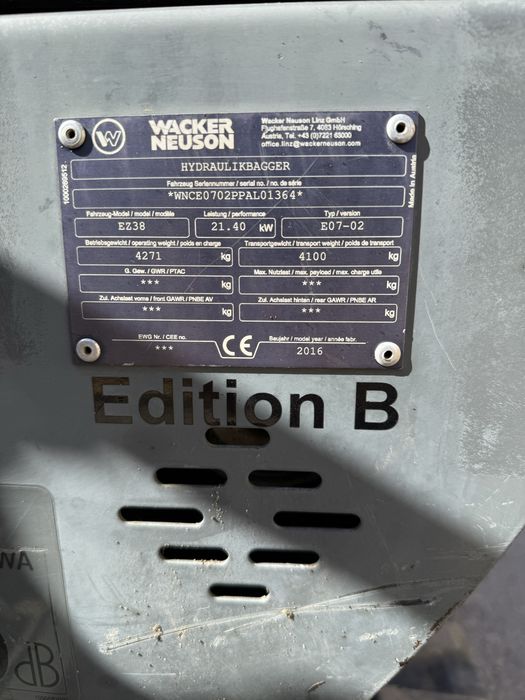 WACKER
NEUSON
Wacker Neuson Linz GmbH
Flughafenstraße 7, 4063 Hörsching
Austria, Tel. +43 (0)7221 63000
office.linz@wackerneuson.com
HYDRAULIKBAGGER
Fahrzeug Seriennummer / serial no. / no. de série
*WNCE0702PPAL01364*
Fahrzeug-Model / model / modèle
EZ38
Leistung / performance
21.40 kW
Typ / version
E07-02
Betriebsgewicht / operating weight / poids en charge
4271 kg
Transportgewicht / transport weight / poids de transport
4100 kg
G. Gew. / GWR / PTAC
*** kg
Max. Nutzlast / max. payload / max. charge utile
*** kg
Zul. Achslast vorne / front GAWR / PNBE AV
*** kg
Zul. Achslast hinten / rear GAWR / PNBE AR
*** kg
EWG Nr. / CEE no.
***
CE
Baujahr / model year / année fabr.
2016
1000289512
Made in Austria
Edition B
WA
dB